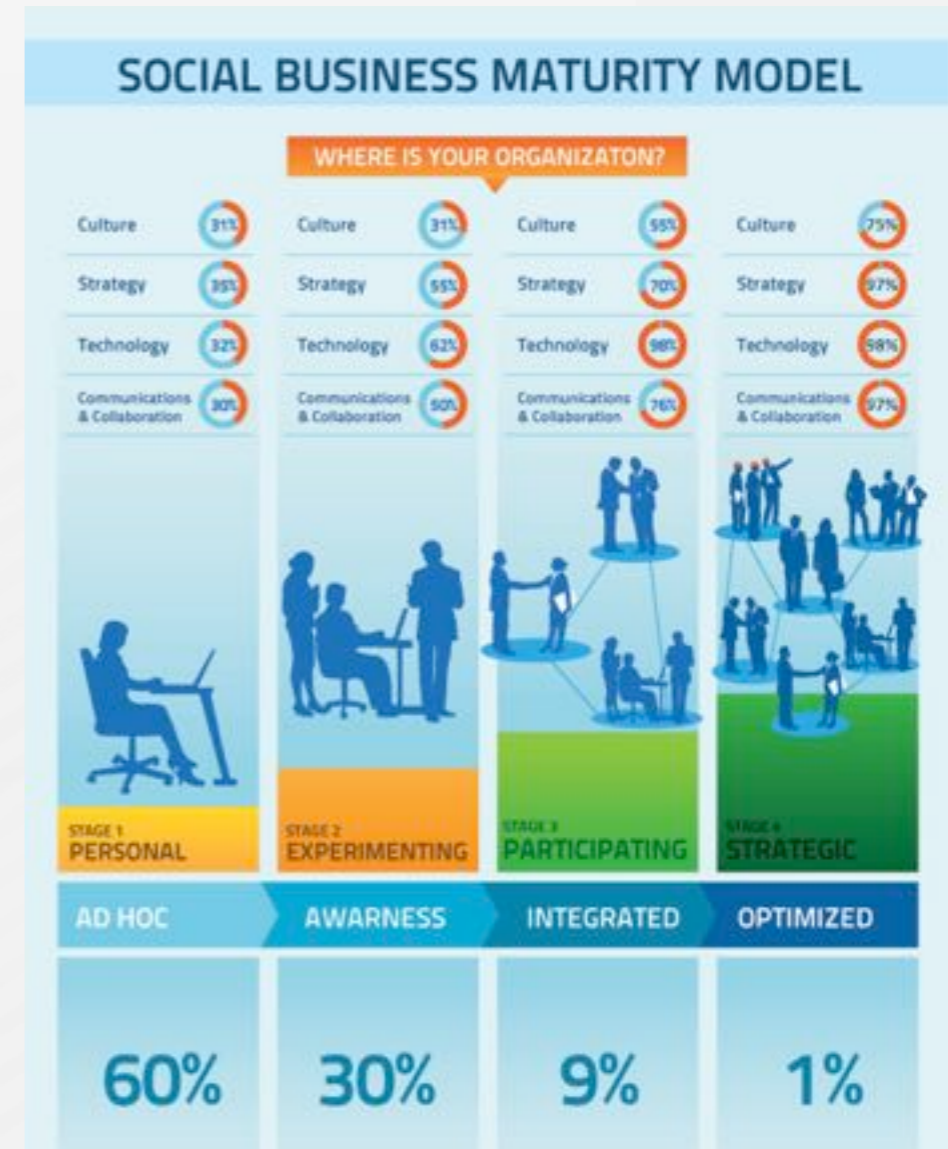 SOCIAL BUSINESS MATURITY MODEL
WHERE IS YOUR ORGANIZATON?
Culture 31%
Strategy 35%
Technology 32%
Communications
& Collaboration 30%
Culture 31%
Strategy 55%
Technology 62%
Communications
& Collaboration 50%
Culture 55%
Strategy 70%
Technology 98%
Communications
& Collaboration 76%
Culture 75%
Strategy 97%
Technology 98%
Communications
& Collaboration 97%
STAGE 1
PERSONAL
STAGE 2
EXPERIMENTING
STAGE 3
PARTICIPATING
STAGE 4
STRATEGIC
AD HOC
AWARNESS
INTEGRATED
OPTIMIZED
60%
30%
9%
1%